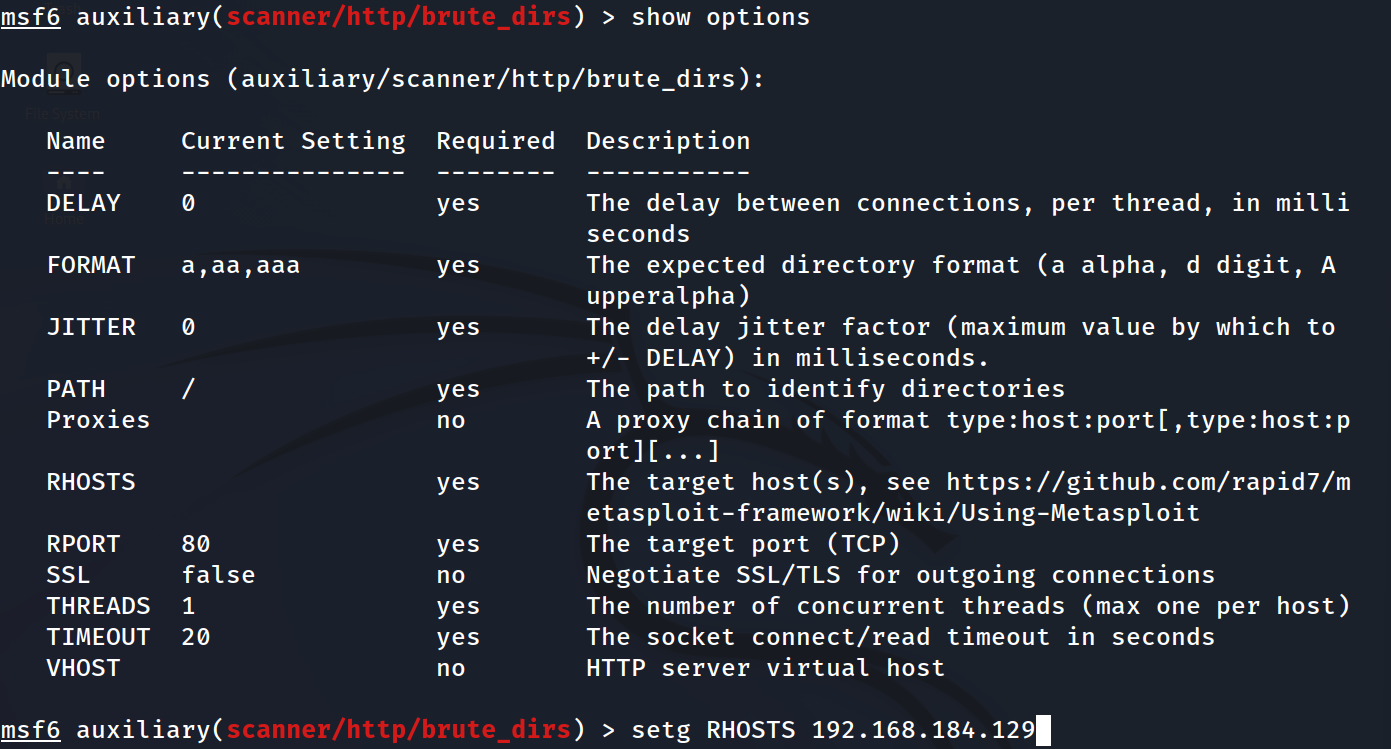 msf6 auxiliary(scanner/http/brute_dirs) > show options
Module options (auxiliary/scanner/http/brute_dirs):
File System
Name Current Setting Required Description
---- --------------- -------- -----------
DELAY 0 yes The delay between connections, per thread, in milli
seconds
FORMAT a,aa,aaa yes The expected directory format (a alpha, d digit, A
upperalpha)
JITTER 0 yes The delay jitter factor (maximum value by which to
+/- DELAY) in milliseconds.
PATH / yes The path to identify directories
Proxies no A proxy chain of format type:host:port[,type:host:p
ort][...]
RHOSTS yes The target host(s), see https://github.com/rapid7/m
etasploit-framework/wiki/Using-Metasploit
RPORT 80 yes The target port (TCP)
SSL false no Negotiate SSL/TLS for outgoing connections
THREADS 1 yes The number of concurrent threads (max one per host)
TIMEOUT 20 yes The socket connect/read timeout in seconds
VHOST no HTTP server virtual host
msf6 auxiliary(scanner/http/brute_dirs) > setg RHOSTS 192.168.184.129